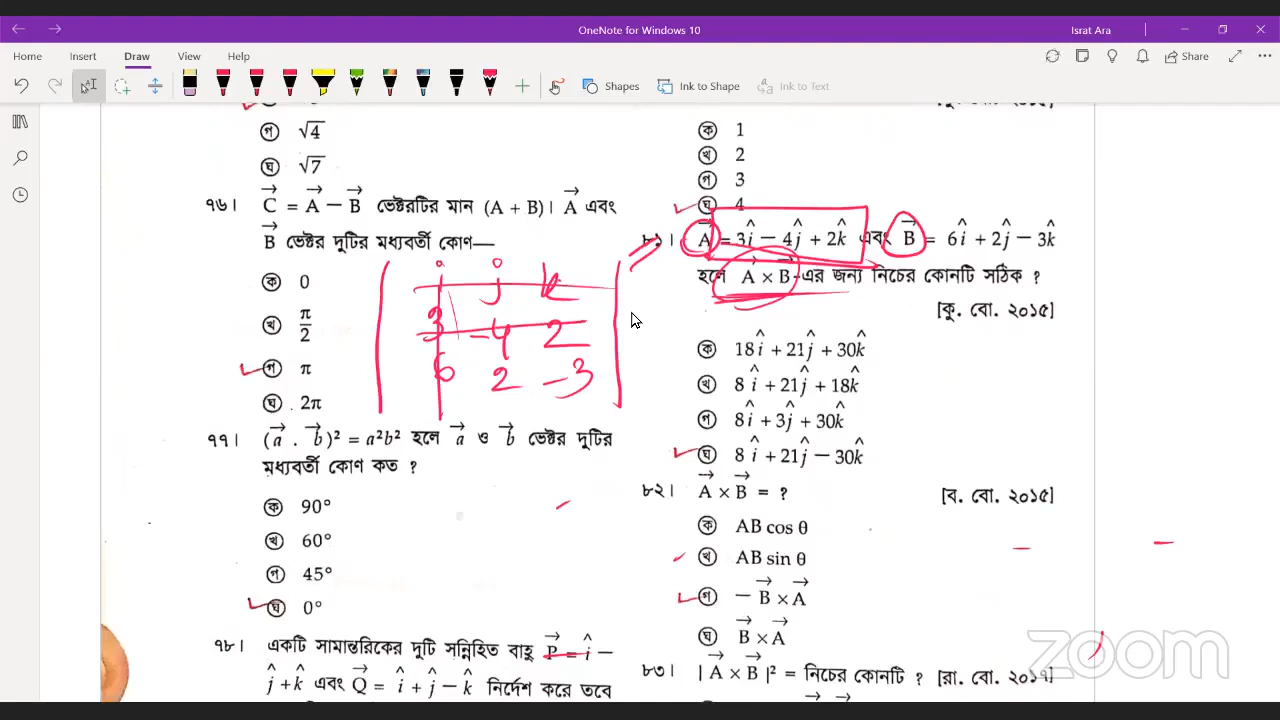 OneNote for Windows 10
Israt Ara
Home Insert Draw View Help
Share
Shapes
Ink to Shape
Ink to Text
গ √4
ঘ √7
৭৬। C⃗ = A⃗ − B⃗ ভেক্টরটির মান (A + B)। A⃗ এবং
B⃗ ভেক্টর দুটির মধ্যবর্তী কোণ—
ক 0
খ π/2
গ π
ঘ 2π
i j k
3 −4 2
6 2 −3
৭৭। (a⃗ . b⃗)² = a²b² হলে a⃗ ও b⃗ ভেক্টর দুটির
মধ্যবর্তী কোণ কত ?
ক 90°
খ 60°
গ 45°
ঘ 0°
৭৮। একটি সামান্তরিকের দুটি সন্নিহিত বাহু P⃗ = î −
ĵ + k̂ এবং Q⃗ = î + ĵ − k̂ নির্দেশ করে তবে
ক 1
খ 2
গ 3
ঘ 4
৮১। A⃗ = 3î − 4ĵ + 2k̂ এবং B⃗ = 6î + 2ĵ − 3k̂
হলে A⃗ × B⃗ -এর জন্য নিচের কোনটি সঠিক ?
[কু. বো. ২০১৫]
ক 18î + 21ĵ + 30k̂
খ 8î + 21ĵ + 18k̂
গ 8î + 3ĵ + 30k̂
ঘ 8î + 21ĵ − 30k̂
৮২। A⃗ × B⃗ = ? [ব. বো. ২০১৫]
ক AB cos θ
খ AB sin θ
গ − B⃗ × A⃗
ঘ B⃗ × A⃗
৮৩। | A⃗ × B⃗ |² = নিচের কোনটি ? [রা. বো. ২০১৭]
zoom